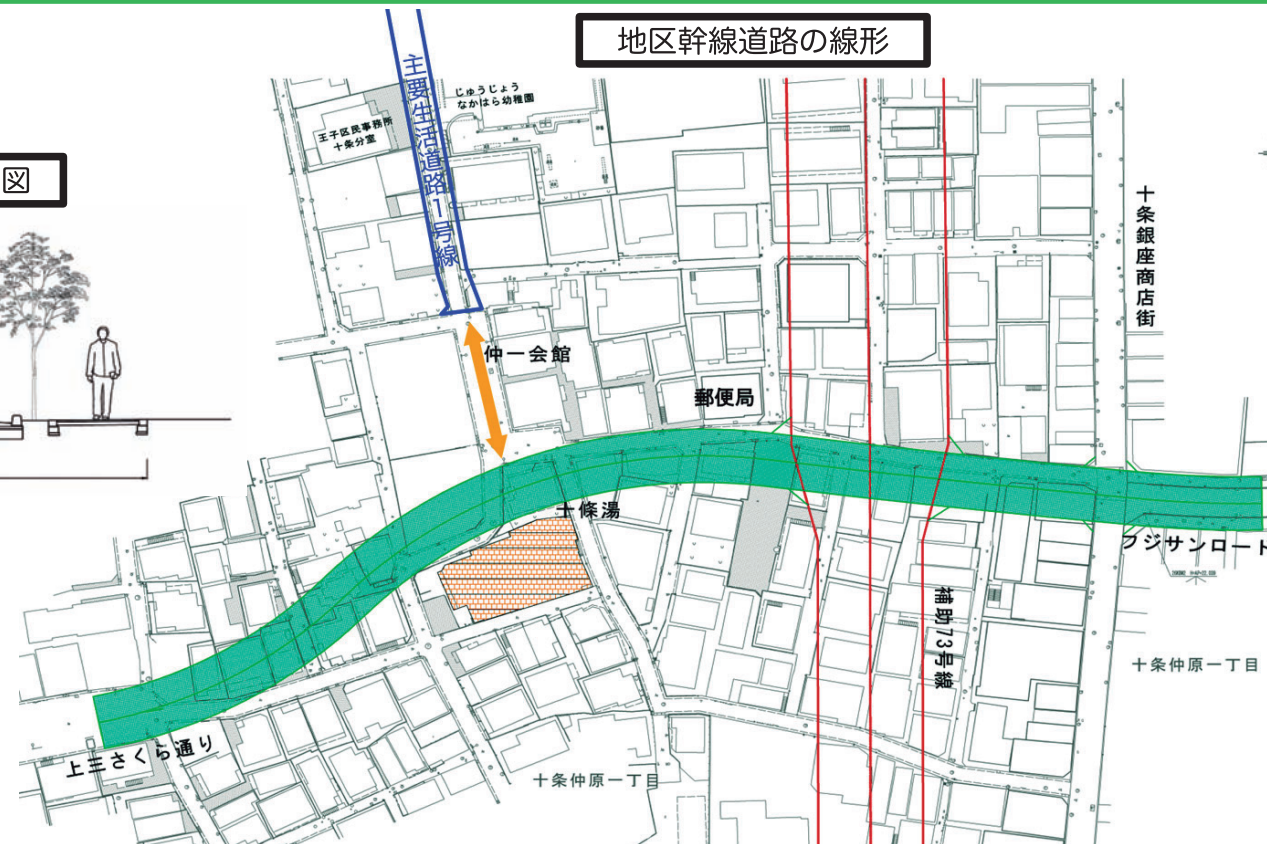 地区幹線道路の線形
図
主要生活道路1号線
じゅうじょう
なかはら幼稚園
王子区民事務所
十条分室
十条銀座商店街
仲一会館
郵便局
十條湯
フジサンロード
補助73号線
十条仲原一丁目
上三さくら通り
十条仲原一丁目